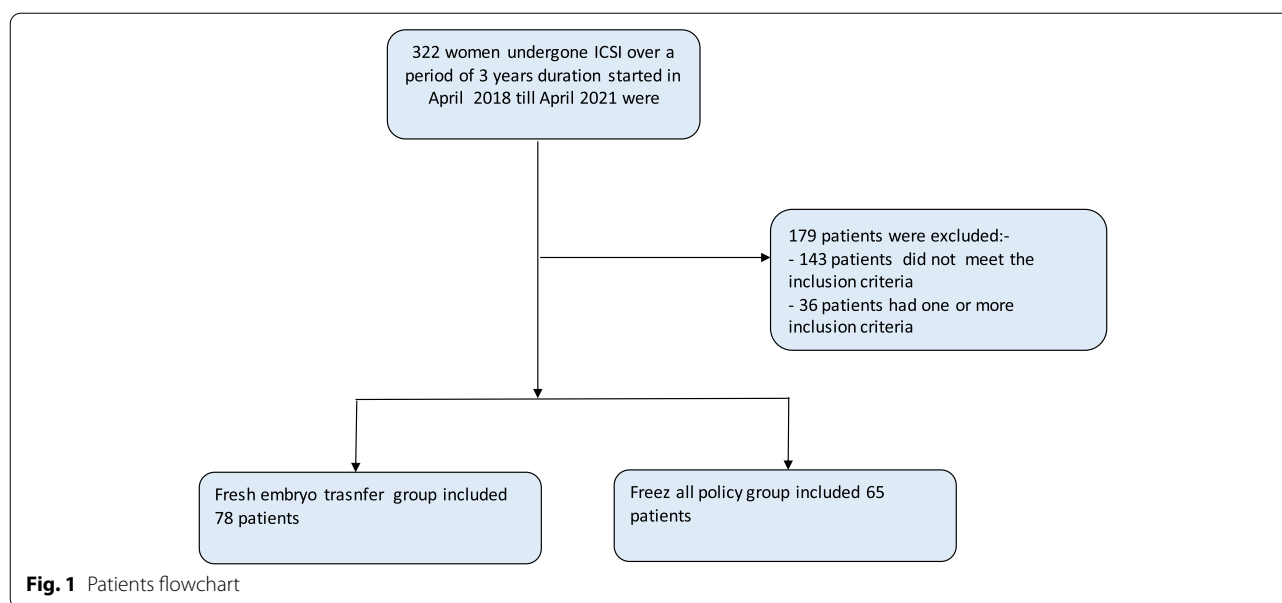 322 women undergone ICSI over a
period of 3 years duration started in
April 2018 till April 2021 were
179 patients were excluded:-
- 143 patients did not meet the
inclusion criteria
- 36 patients had one or more
inclusion criteria
Fresh embryo trasnfer group included
78 patients
Freez all policy group included 65
patients
Fig. 1 Patients flowchart